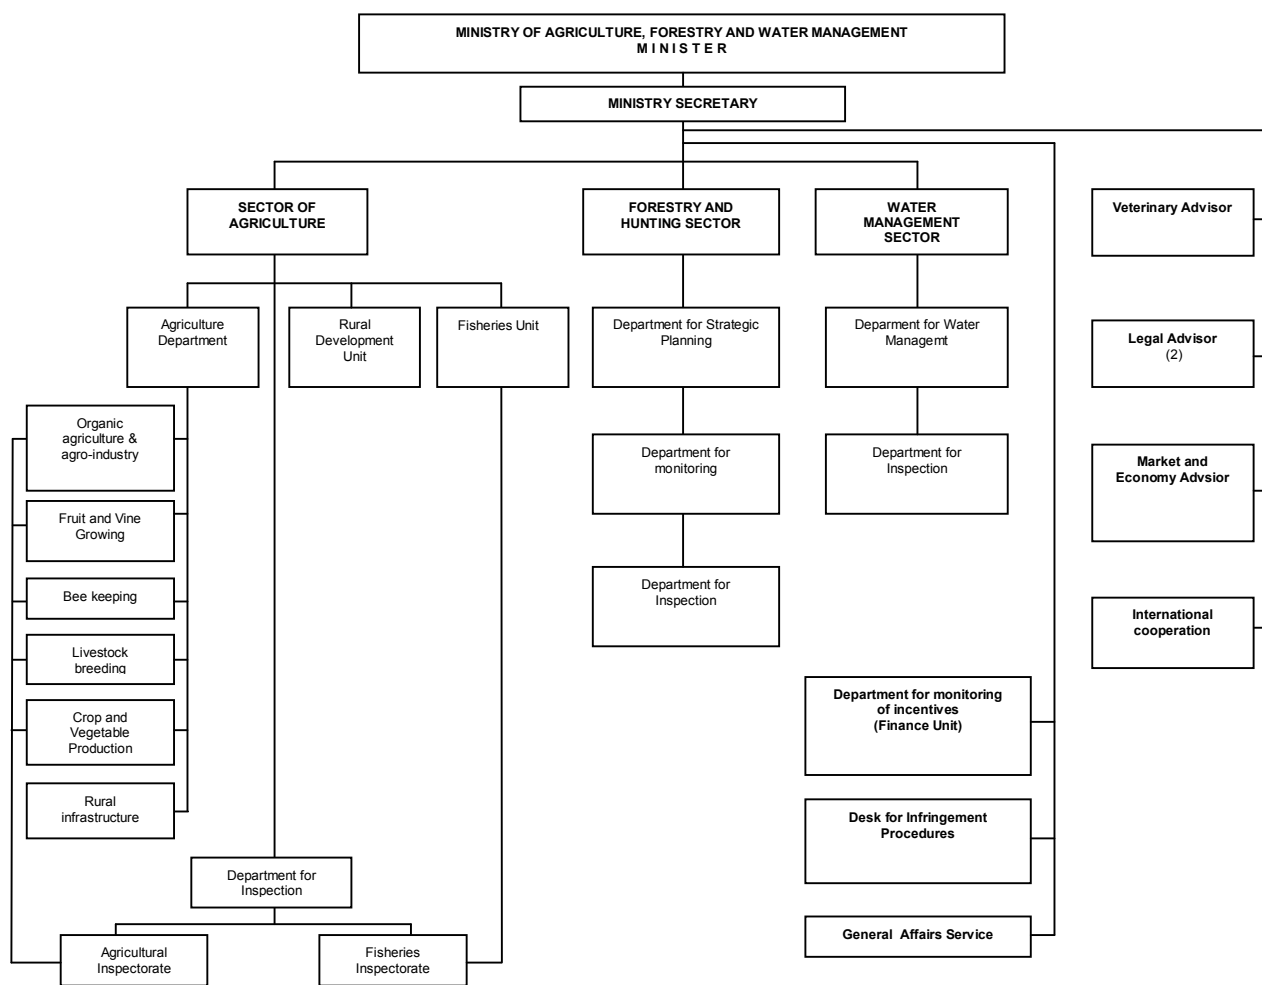 MINISTRY OF AGRICULTURE, FORESTRY AND WATER MANAGEMENT
M I N I S T E R
MINISTRY SECRETARY
SECTOR OF
AGRICULTURE
FORESTRY AND
HUNTING SECTOR
WATER
MANAGEMENT
SECTOR
Veterinary Advisor
Agriculture
Department
Rural
Development
Unit
Fisheries Unit
Department for Strategic
Planning
Department for Water
Managemt
Legal Advisor
(2)
Organic
agriculture &
agro-industry
Department for
monitoring
Department for
Inspection
Market and
Economy Advsior
Fruit and Vine
Growing
Bee keeping
Department for
Inspection
International
cooperation
Livestock
breeding
Crop and
Vegetable
Production
Department for monitoring
of incentives
(Finance Unit)
Rural
infrastructure
Desk for Infringement
Procedures
Department for
Inspection
General Affairs Service
Agricultural
Inspectorate
Fisheries
Inspectorate